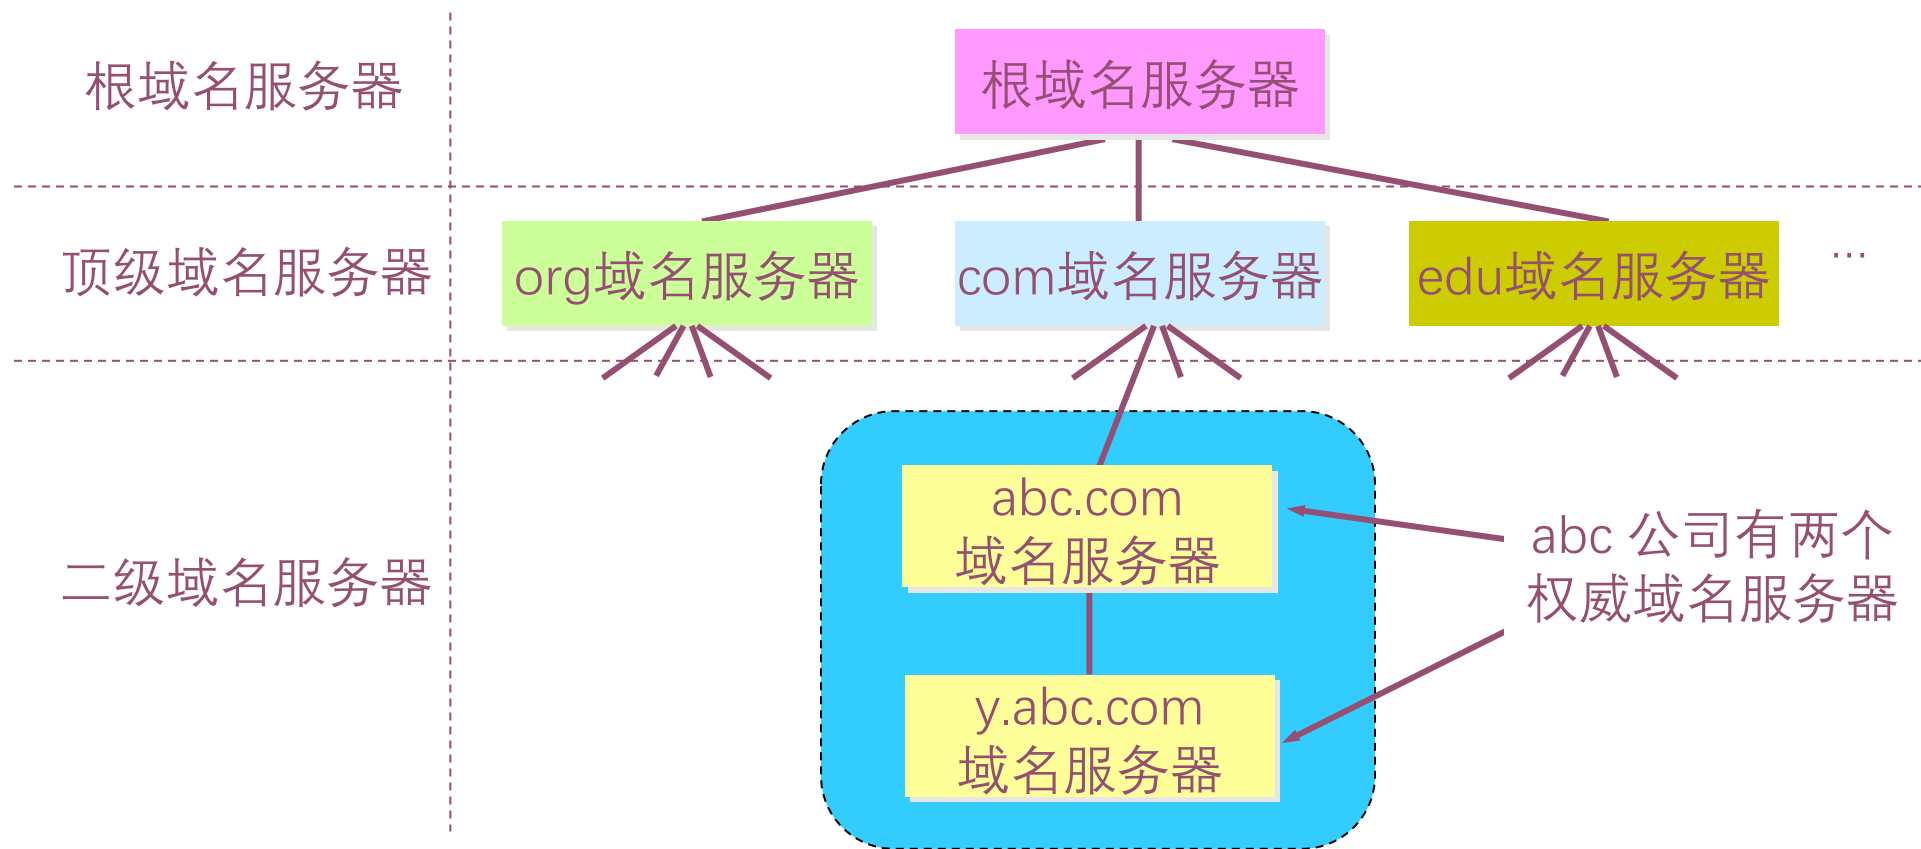 根域名服务器
根域名服务器
顶级域名服务器
org域名服务器
com域名服务器
edu域名服务器
...
二级域名服务器
abc.com
域名服务器
abc 公司有两个
权威域名服务器
y.abc.com
域名服务器